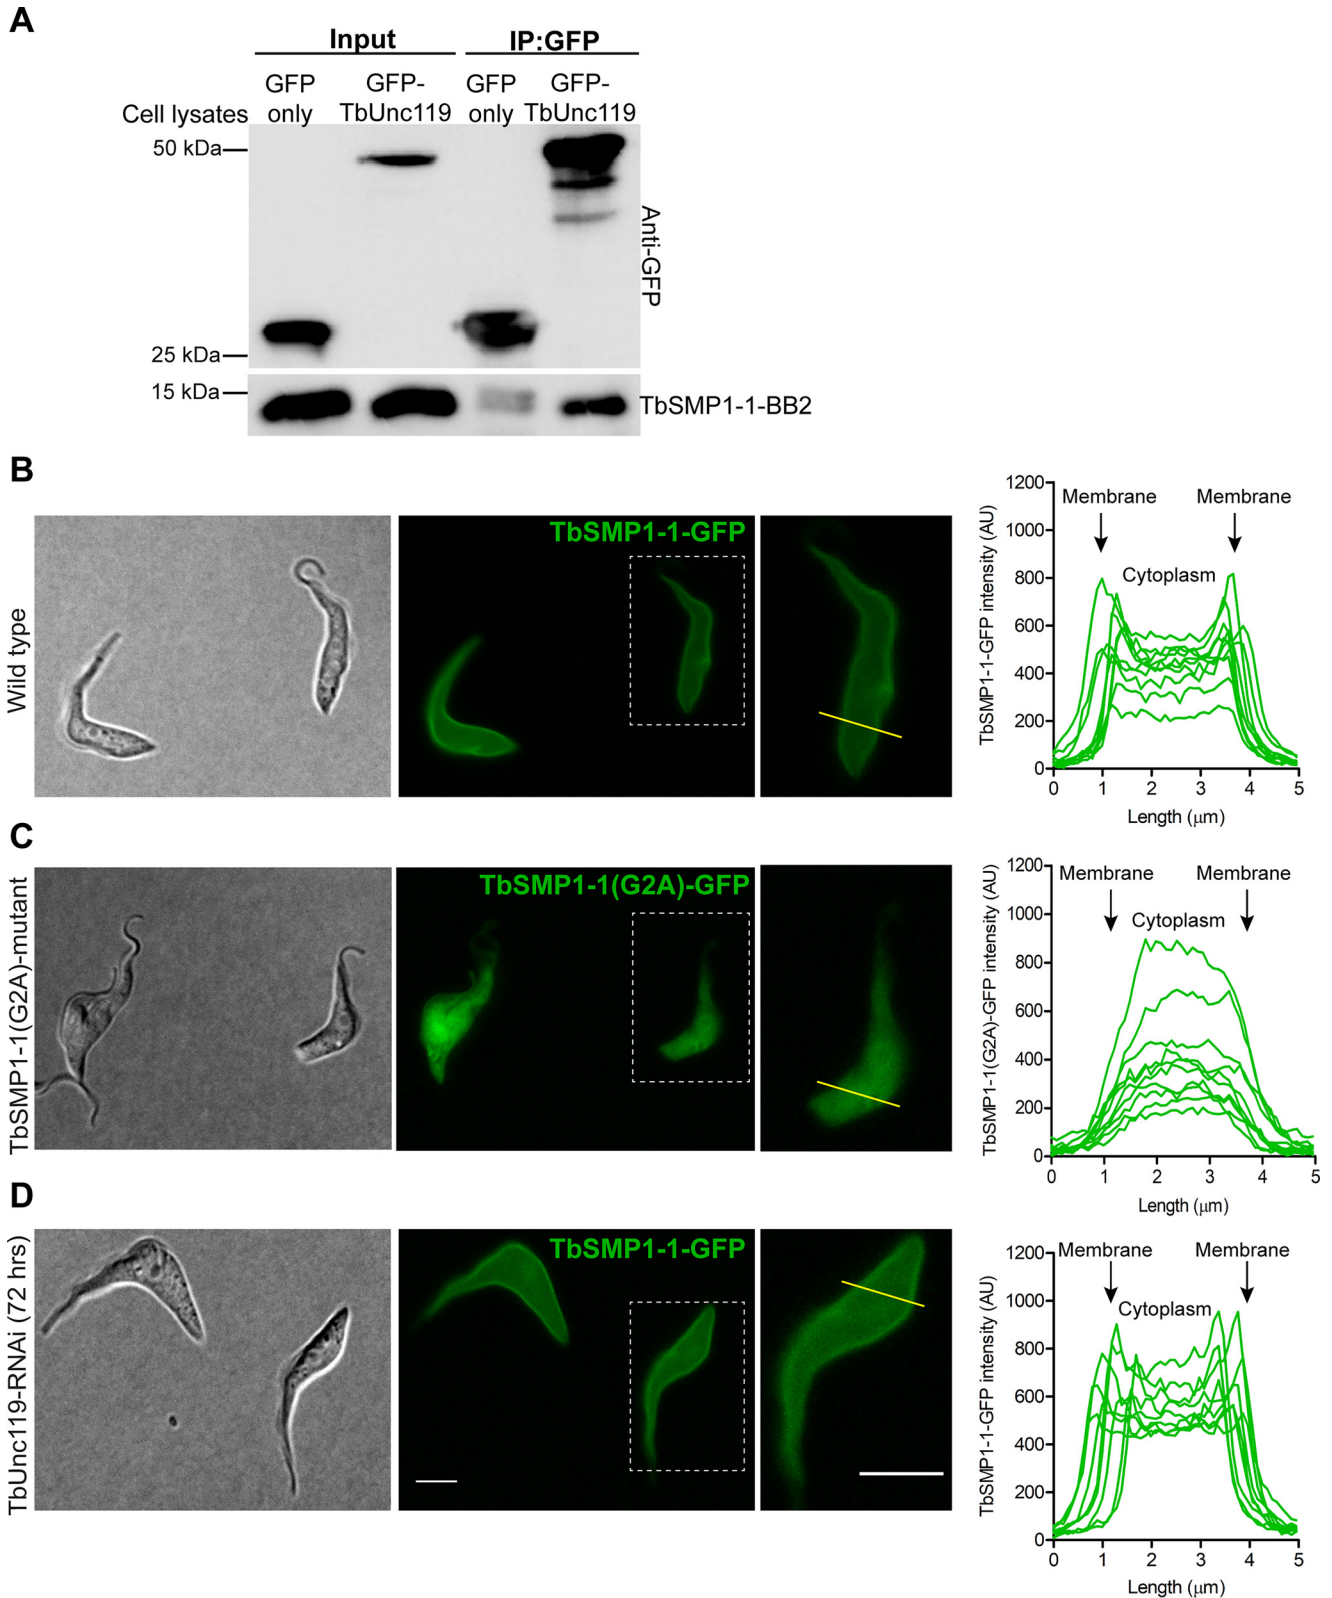 A
Input IP:GFP
GFP GFP- GFP GFP-
Cell lysates only TbUnc119 only TbUnc119
50 kDa
Anti-GFP
25 kDa
15 kDa
TbSMP1-1-BB2
B
Wild type
TbSMP1-1-GFP
TbSMP1-1-GFP intensity (AU)
1200
1000
800
600
400
200
0
Membrane Membrane
Cytoplasm
0 1 2 3 4 5
Length (μm)
C
TbSMP1-1(G2A)-mutant
TbSMP1-1(G2A)-GFP
TbSMP1-1(G2A)-GFP intensity (AU)
1200
1000
800
600
400
200
0
Membrane Membrane
Cytoplasm
0 1 2 3 4 5
Length (μm)
D
TbUnc119-RNAi (72 hrs)
TbSMP1-1-GFP
TbSMP1-1-GFP intensity (AU)
1200
1000
800
600
400
200
0
Membrane Membrane
Cytoplasm
0 1 2 3 4 5
Length (μm)